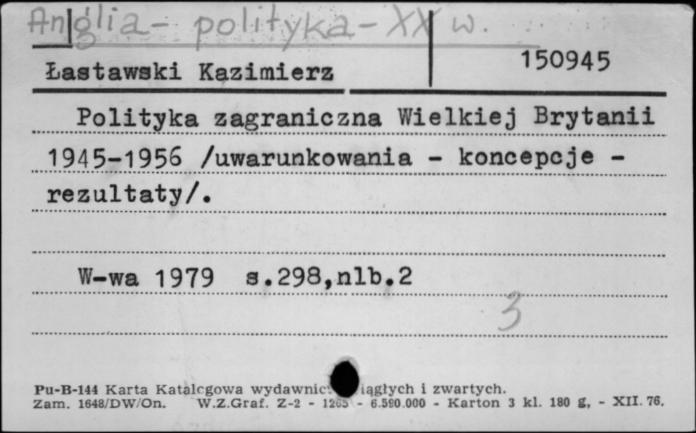 Anglia - polityka - XX w.
Łastawski Kazimierz
150945
Polityka zagraniczna Wielkiej Brytanii
1945-1956 /uwarunkowania - koncepcje -
rezultaty/.
W-wa 1979 s.298,nlb.2
3
Pu-B-144 Karta Katalogowa i zwartych.
Zam. 1648/DW/On. W.Z.Graf. Z-2 - 1265 - 6.590.000 - Karton 3 kl. 180 g, - XII. 76.